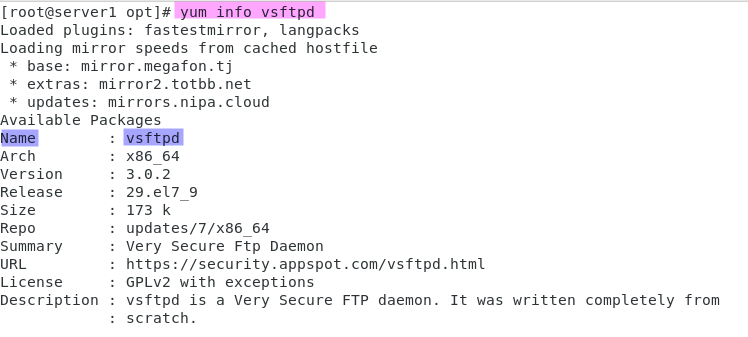 [root@server1 opt]# yum info vsftpd
Loaded plugins: fastestmirror, langpacks
Loading mirror speeds from cached hostfile
 * base: mirror.megafon.tj
 * extras: mirror2.totbb.net
 * updates: mirrors.nipa.cloud
Available Packages
Name        : vsftpd
Arch        : x86_64
Version     : 3.0.2
Release     : 29.el7_9
Size        : 173 k
Repo        : updates/7/x86_64
Summary     : Very Secure Ftp Daemon
URL         : https://security.appspot.com/vsftpd.html
License     : GPLv2 with exceptions
Description : vsftpd is a Very Secure FTP daemon. It was written completely from
            : scratch.